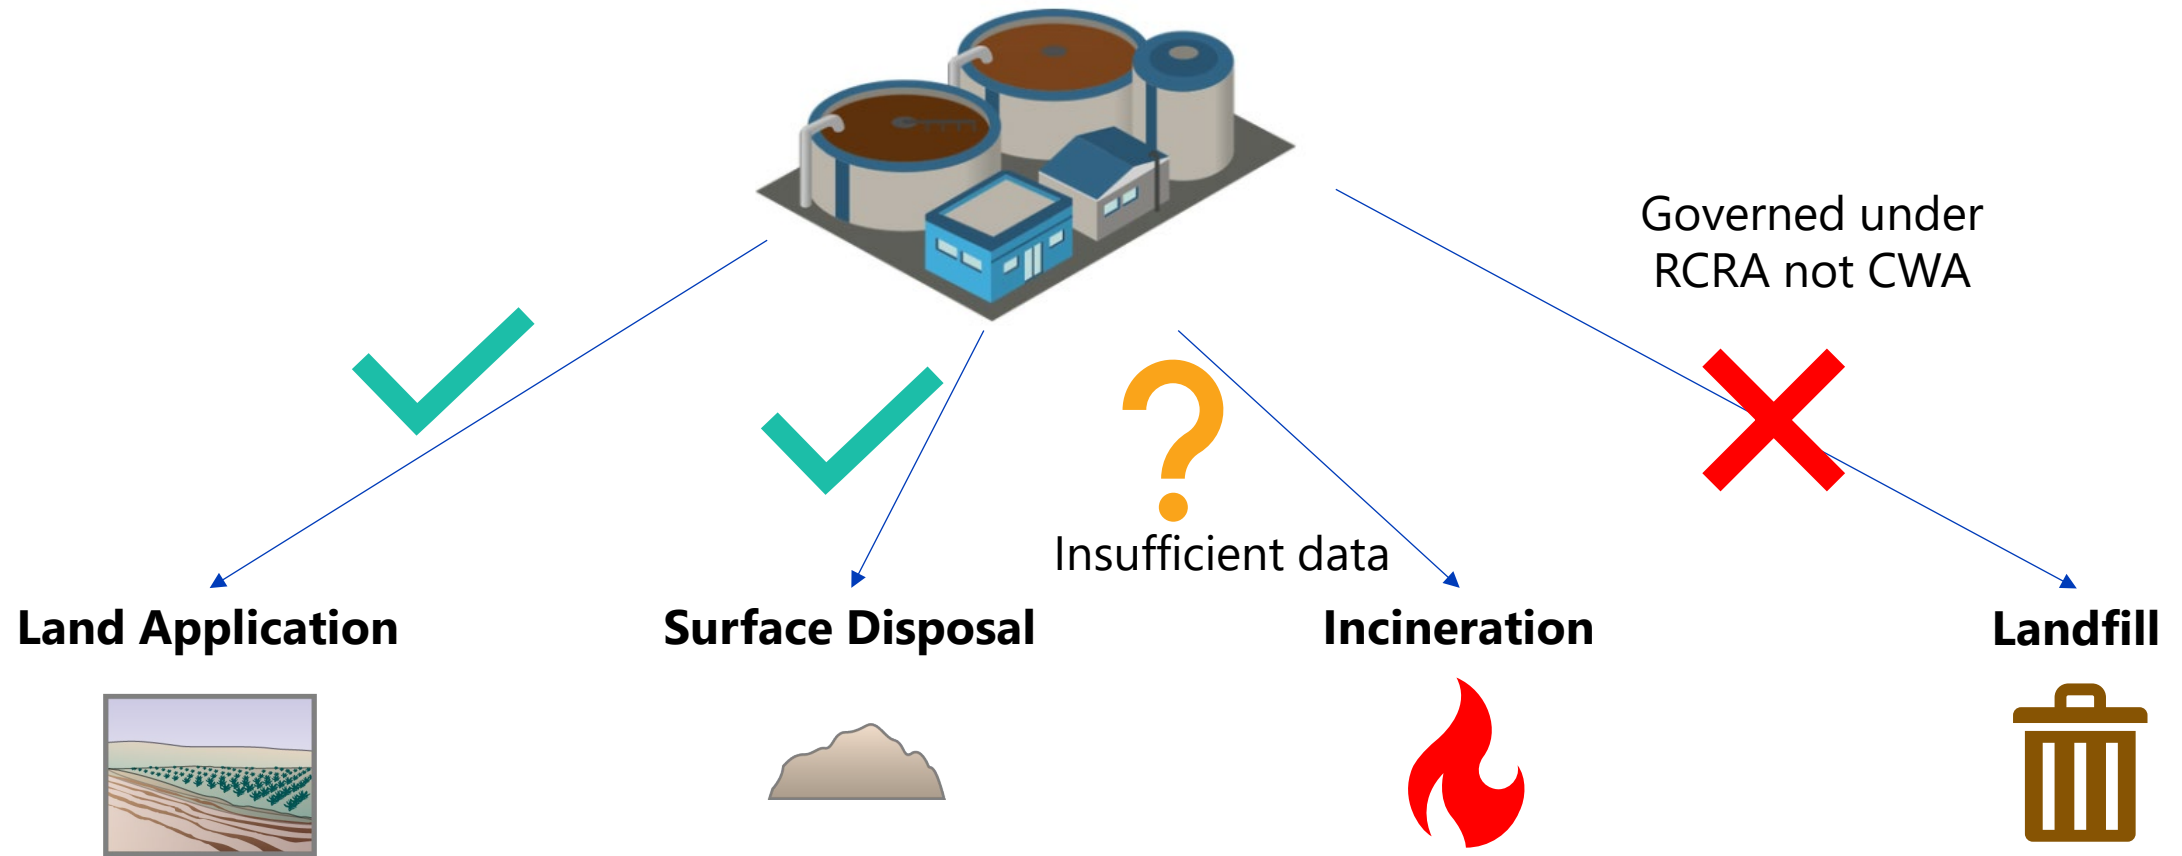 Governed under
RCRA not CWA
Insufficient data
Land Application
Surface Disposal
Incineration
Landfill